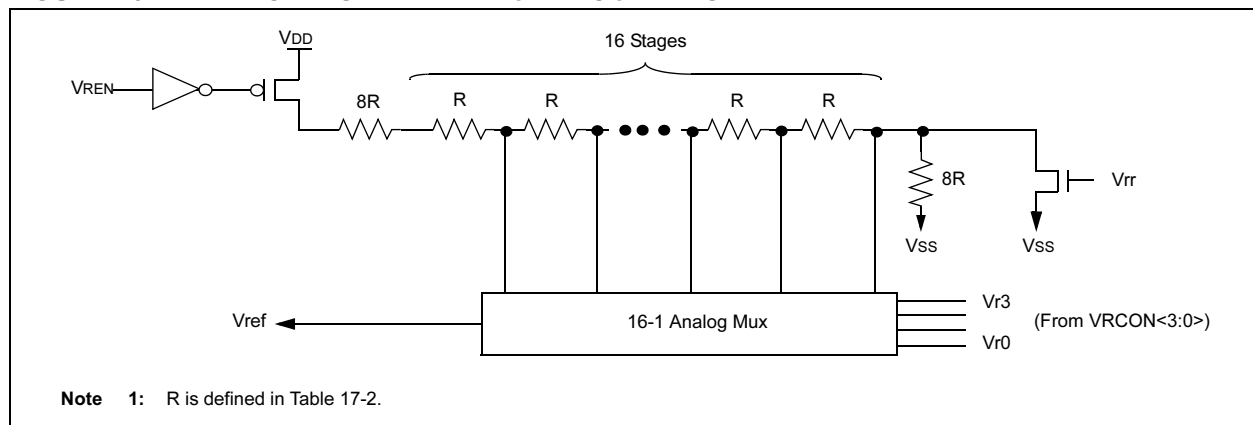 16 Stages
VDD
VREN
8R
R
R
R
R
8R
Vrr
VSS
VSS
Vr3
Vref
16-1 Analog Mux
(From VRCON<3:0>)
Vr0
Note 1: R is defined in Table 17-2.